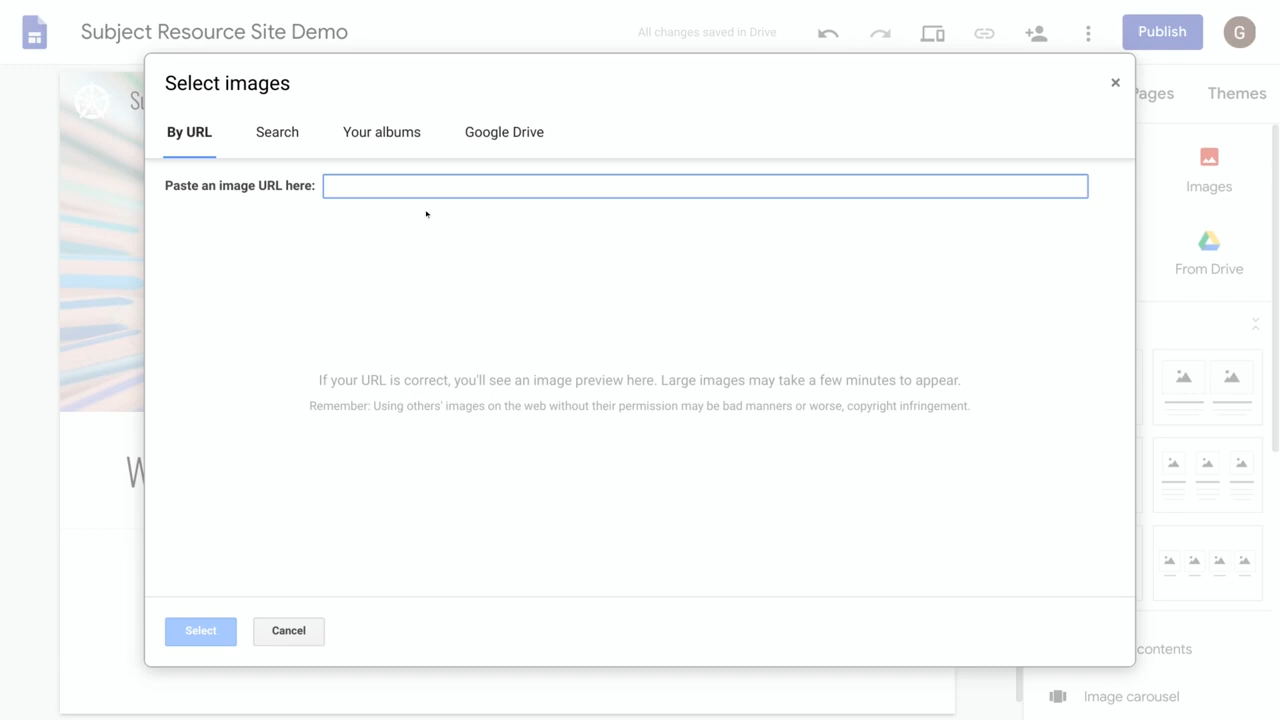 Subject Resource Site Demo
All changes saved in Drive
Publish
G
Select images
Pages
Themes
By URL
Search
Your albums
Google Drive
Paste an image URL here:
Images
From Drive
If your URL is correct, you'll see an image preview here. Large images may take a few minutes to appear.
Remember: Using others' images on the web without their permission may be bad manners or worse, copyright infringement.
W
Select
Cancel
contents
Image carousel